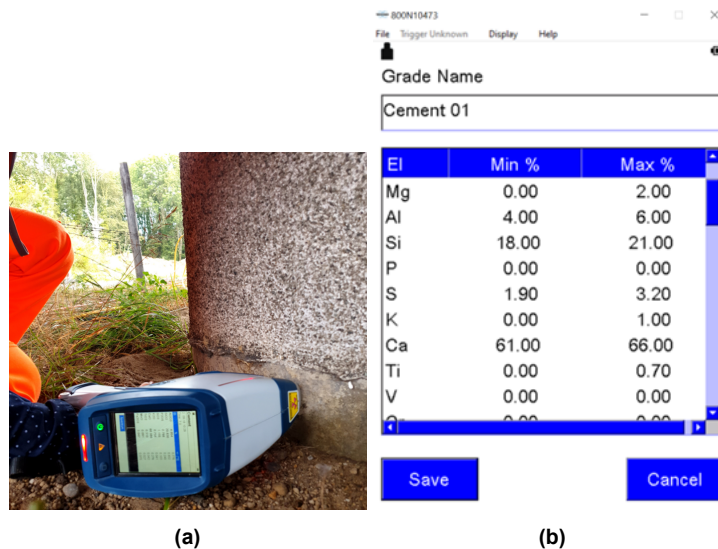 800N10473
File Trigger Unknown Display Help
Grade Name
Cement 01
El Min % Max %
Mg 0.00 2.00
Al 4.00 6.00
Si 18.00 21.00
P 0.00 0.00
S 1.90 3.20
K 0.00 1.00
Ca 61.00 66.00
Ti 0.00 0.70
V 0.00 0.00
Save Cancel
(a) (b)